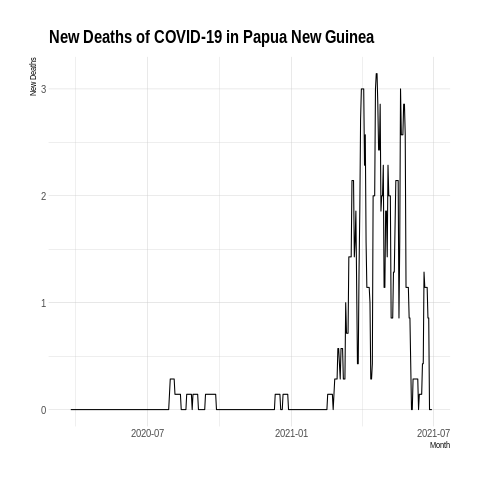 New Deaths of COVID-19 in Papua New Guinea
New Deaths
3
2
1
0
2020-07
2021-01
2021-07
Month